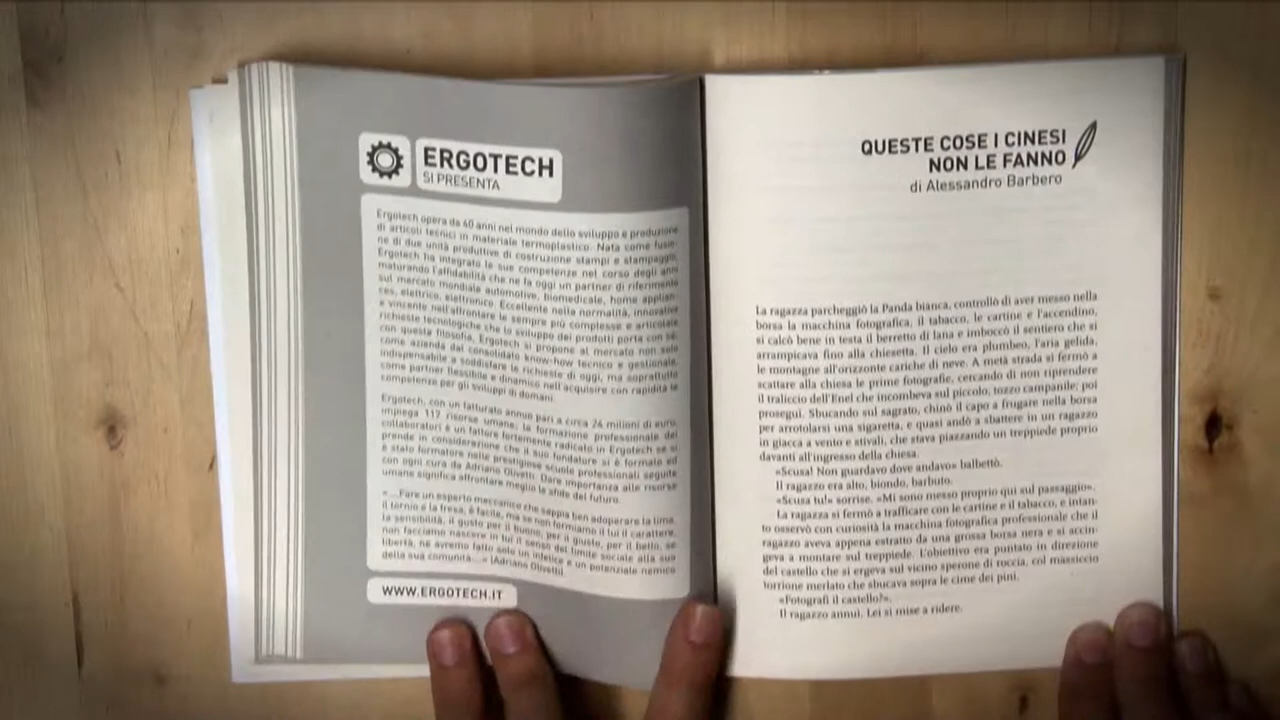 ERGOTECH
SI PRESENTA
Ergotech opera da 40 anni nel mondo dello sviluppo e produzione
di articoli tecnici in materiale termoplastico. Nata come fusio-
ne di due unità produttive di costruzione stampi e stampaggio,
Ergotech ha integrato le sue competenze nel corso degli anni
maturando l'affidabilità che ne fa oggi un partner di riferimento
sul mercato mondiale automotive, biomedicale, home applian-
ces, elettrico, elettronico. Eccellente nella normalità, innovativa
e vincente nell'affrontare le sempre più complesse e articolate
richieste tecnologiche che lo sviluppo dei prodotti porta con sé:
con questa filosofia, Ergotech si propone al mercato non solo
come azienda dal consolidato know-how tecnico e gestionale,
indispensabile a soddisfare le richieste di oggi, ma soprattutto
come partner flessibile e dinamico nell'acquisire con rapidità le
competenze per gli sviluppi di domani.
Ergotech, con un fatturato annuo pari a circa 24 milioni di euro,
impiega 117 risorse umane; la formazione professionale dei
collaboratori è un fattore fortemente radicato in Ergotech se si
prende in considerazione che il suo fondatore si è formato ed
è stato formatore nelle prestigiose scuole professionali seguite
con ogni cura da Adriano Olivetti. Dare importanza alle risorse
umane significa affrontare meglio le sfide del futuro.
«...Fare un esperto meccanico che sappia ben adoperare la lima,
il tornio e la fresa, è facile, ma se non formiamo il lui il carattere,
la sensibilità, il gusto per il buono, per il giusto, per il bello, se
non facciamo nascere in lui il senso del limite sociale alla sua
libertà, ne avremo fatto solo un infelice e un potenziale nemico
della sua comunità...» (Adriano Olivetti).
WWW.ERGOTECH.IT
QUESTE COSE I CINESI
NON LE FANNO
di Alessandro Barbero
La ragazza parcheggiò la Panda bianca, controllò di aver messo nella
borsa la macchina fotografica, il tabacco, le cartine e l'accendino,
si calcò bene in testa il berretto di lana e imboccò il sentiero che si
arrampicava fino alla chiesetta. Il cielo era plumbeo, l'aria gelida,
le montagne all'orizzonte cariche di neve. A metà strada si fermò a
scattare alla chiesa le prime fotografie, cercando di non riprendere
il traliccio dell'Enel che incombeva sul piccolo, tozzo campanile; poi
proseguì. Sbucando sul sagrato, chinò il capo a frugare nella borsa
per arrotolarsi una sigaretta, e quasi andò a sbattere in un ragazzo
in giacca a vento e stivali, che stava piazzando un treppiede proprio
davanti all'ingresso della chiesa.
«Scusa! Non guardavo dove andavo» balbettò.
Il ragazzo era alto, biondo, barbuto.
«Scusa tu!» sorrise. «Mi sono messo proprio qui sul passaggio».
La ragazza si fermò a trafficare con le cartine e il tabacco, e intan-
to osservò con curiosità la macchina fotografica professionale che il
ragazzo aveva appena estratto da una grossa borsa nera e si accin-
geva a montare sul treppiede. L'obiettivo era puntato in direzione
del castello che si ergeva sul vicino sperone di roccia, col massiccio
torrione merlato che sbucava sopra le cime dei pini.
«Fotografi il castello?».
Il ragazzo annuì. Lei si mise a ridere.